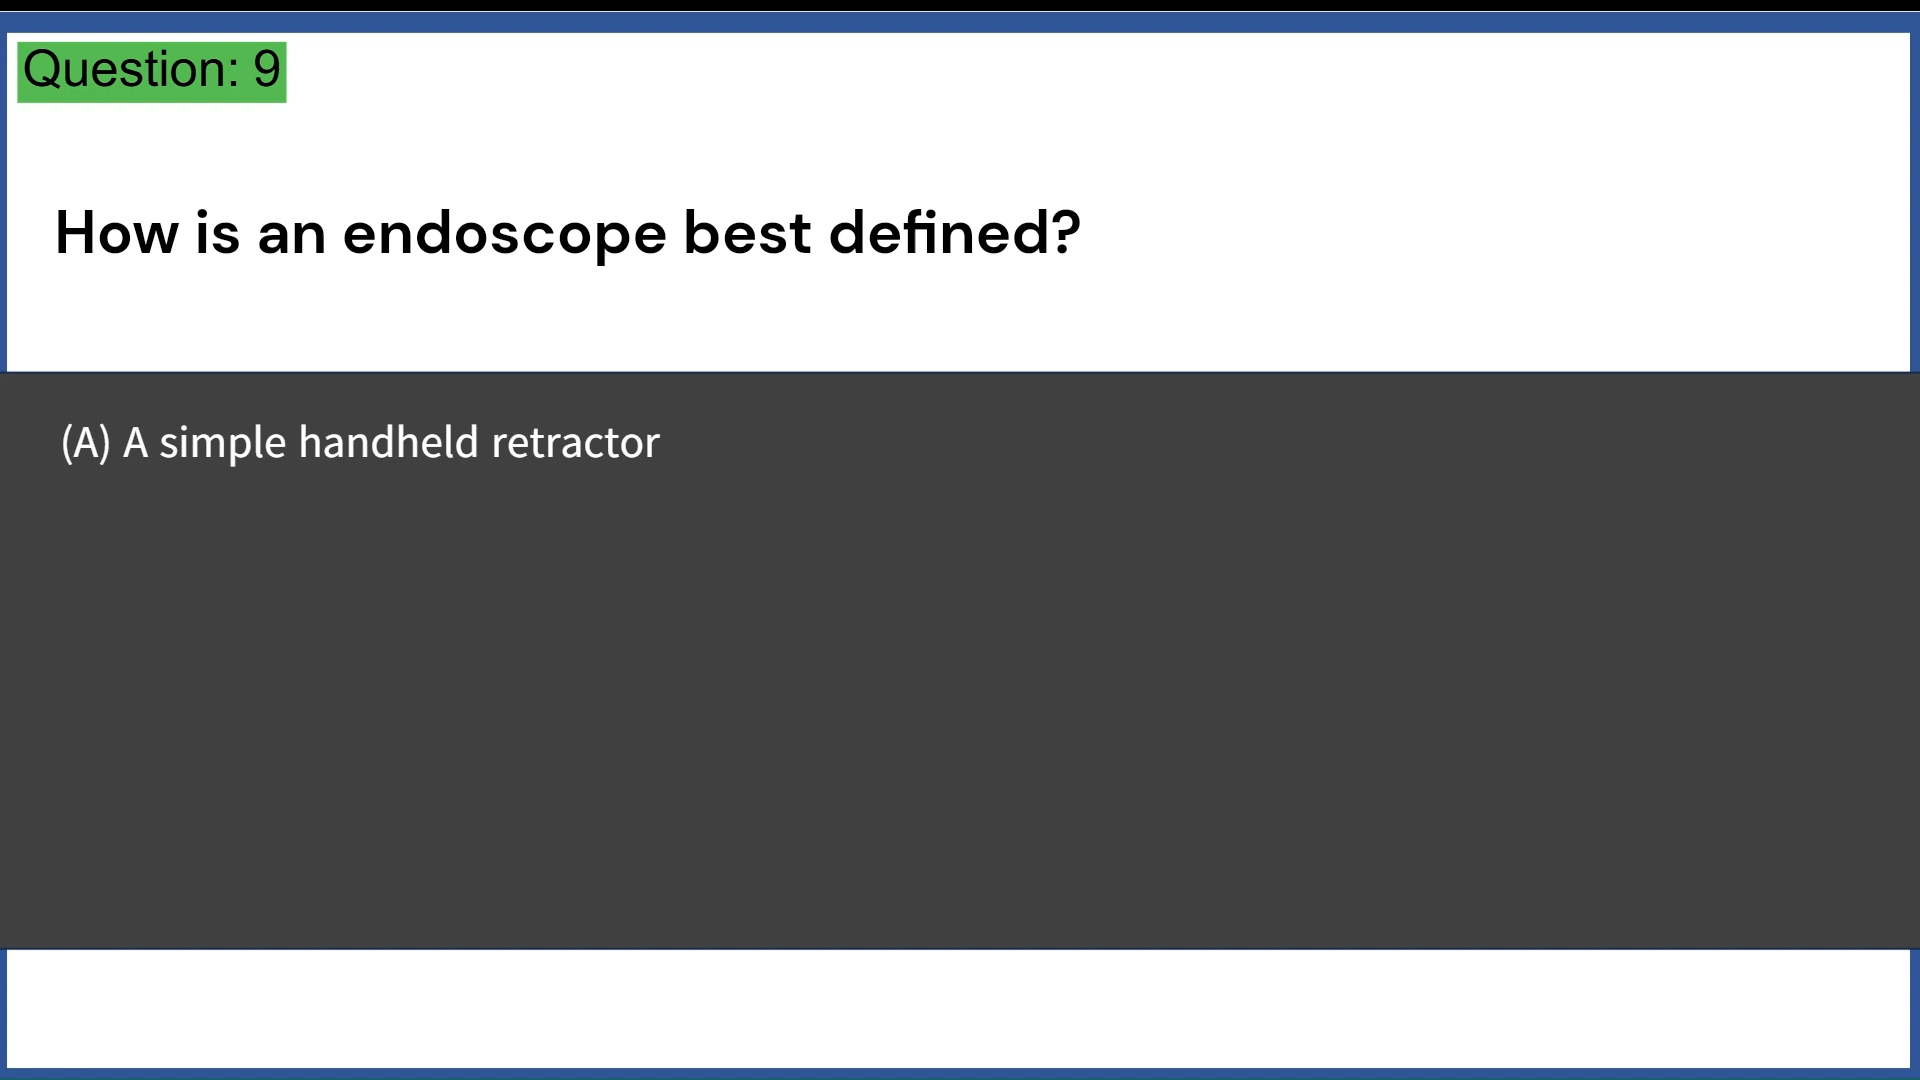 Question: 9
How is an endoscope best defined?
(A) A simple handheld retractor